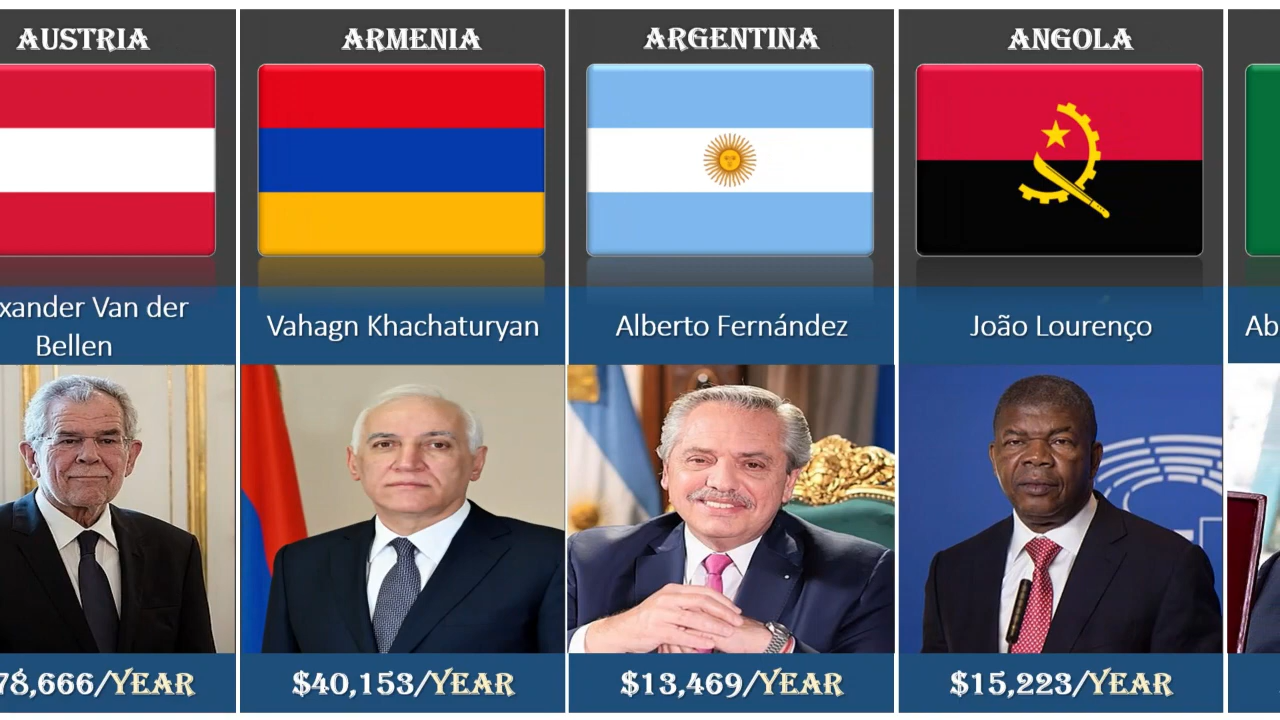 AUSTRIA
xander Van der
Bellen
78,666/YEAR
ARMENIA
Vahagn Khachaturyan
$40,153/YEAR
ARGENTINA
Alberto Fernández
$13,469/YEAR
ANGOLA
João Lourenço
$15,223/YEAR
Ab